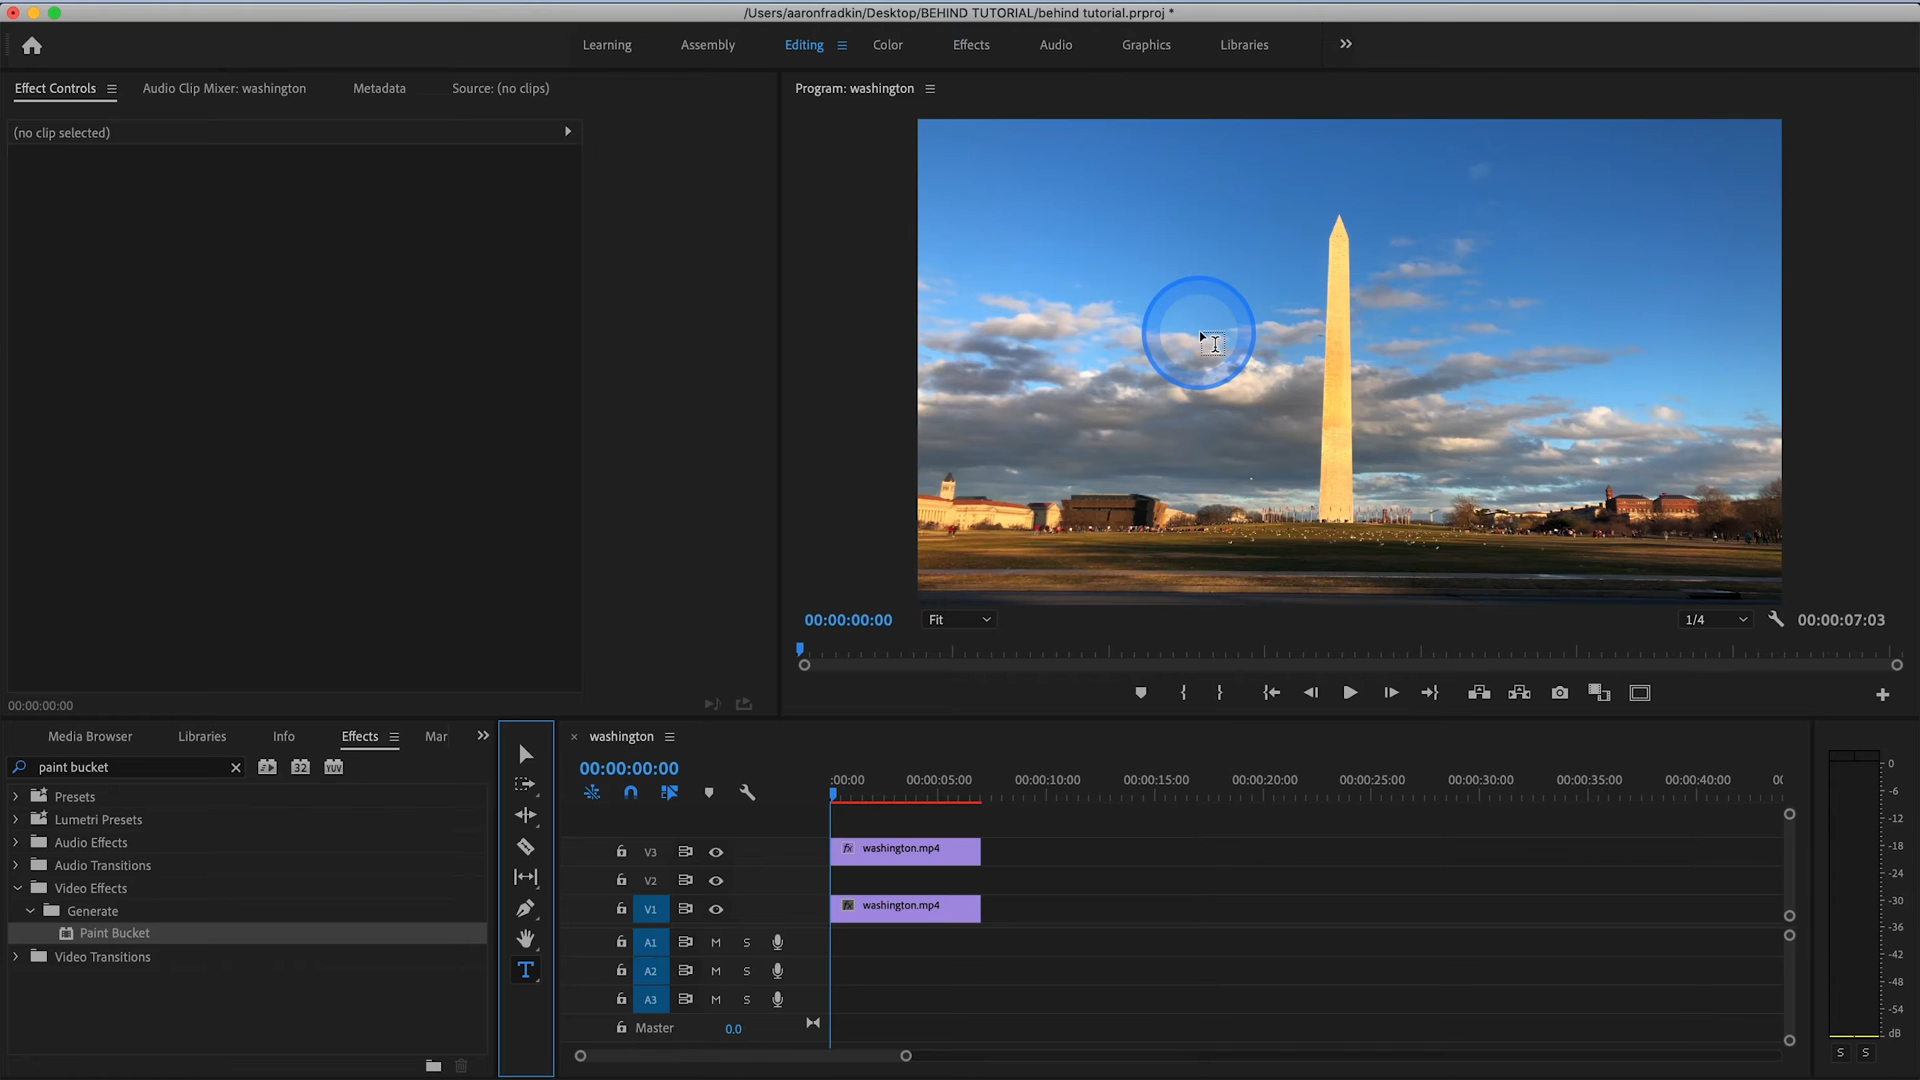 /Users/aaronfradkin/Desktop/BEHIND TUTORIAL/behind tutorial.prproj *
Learning Assembly Editing Color Effects Audio Graphics Libraries
Effect Controls Audio Clip Mixer: washington Metadata Source: (no clips)
Program: washington
(no clip selected)
00:00:00:00 Fit 1/4 00:00:07:03
00:00:00:00
Media Browser Libraries Info Effects Mar
washington
paint bucket 32 YUV
00:00:00:00
:00:00 00:00:05:00 00:00:10:00 00:00:15:00 00:00:20:00 00:00:25:00 00:00:30:00 00:00:35:00 00:00:40:00 00
Presets
Lumetri Presets
Audio Effects
Audio Transitions
Video Effects
Generate
Paint Bucket
Video Transitions
T
V3 fx washington.mp4
V2
V1 fx washington.mp4
A1 M S
A2 M S
A3 M S
Master 0.0
0
-6
-12
-18
-24
-30
-36
-42
-48
-54
dB
S S